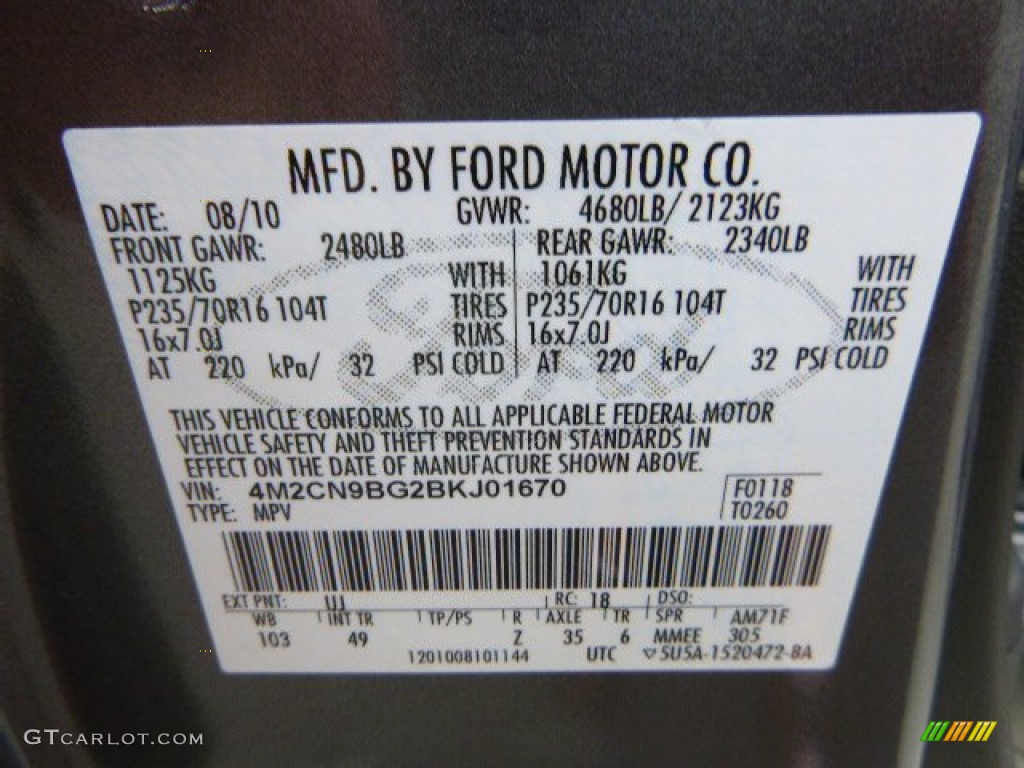 MFD. BY FORD MOTOR CO.
DATE: 08/10 GVWR: 4680LB/ 2123KG
FRONT GAWR: 2480LB REAR GAWR: 2340LB
1125KG WITH 1061KG WITH
P235/70R16 104T TIRES P235/70R16 104T TIRES
16x7.0J RIMS 16x7.0J RIMS
AT 220 kPa/ 32 PSI COLD AT 220 kPa/ 32 PSI COLD
Ford
THIS VEHICLE CONFORMS TO ALL APPLICABLE FEDERAL MOTOR
VEHICLE SAFETY AND THEFT PREVENTION STANDARDS IN
EFFECT ON THE DATE OF MANUFACTURE SHOWN ABOVE.
VIN: 4M2CN9BG2BKJ01670 F0118
TYPE: MPV T0260
EXT PNT: UJ RC: 18 DSO:
WB INT TR TP/PS R AXLE TR SPR AM71F
103 49 Z 35 6 MMEE 305
1201008101144 UTC ▽5U5A-1520472-BA
GTCARLOT.COM